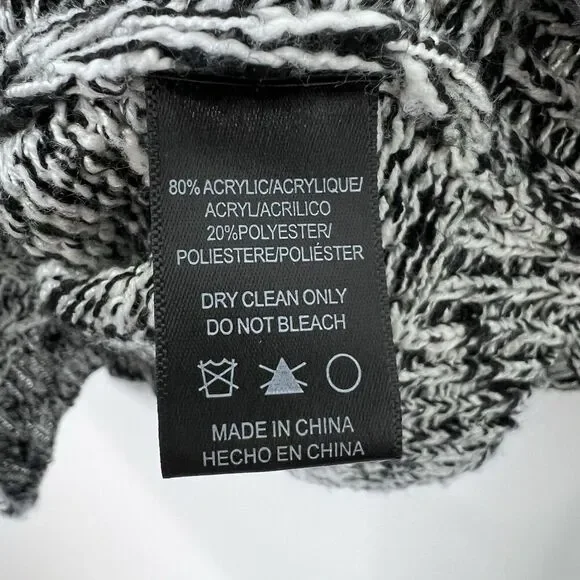 80% ACRYLIC/ACRYLIQUE/
ACRYL/ACRILICO
20%POLYESTER/
POLIESTERE/POLIÉSTER
DRY CLEAN ONLY
DO NOT BLEACH
MADE IN CHINA
HECHO EN CHINA